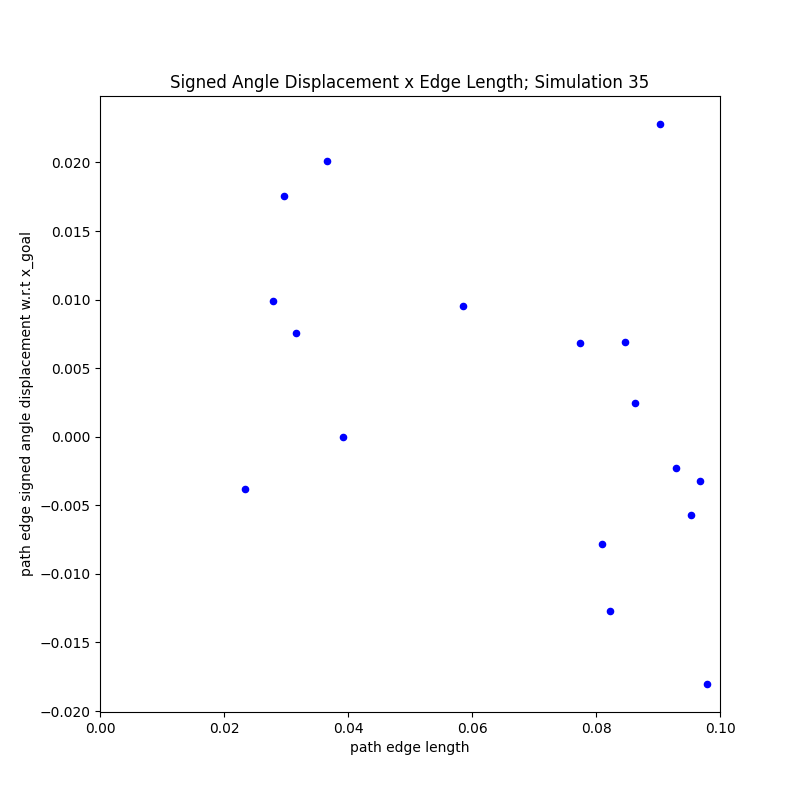 Signed Angle Displacement x Edge Length; Simulation 35
path edge signed angle displacement w.r.t x_goal
0.020
0.015
0.010
0.005
0.000
−0.005
−0.010
−0.015
−0.020
0.00 0.02 0.04 0.06 0.08 0.10
path edge length